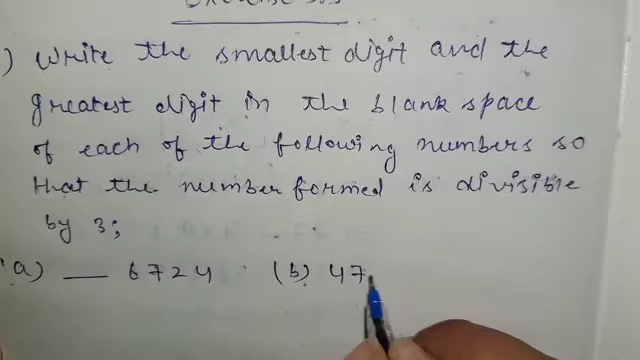 ) Write the smallest digit and the
greatest digit in the blank space
of each of the following numbers so
that the number formed is divisible
by 3;
a) __ 6724 (b) 47